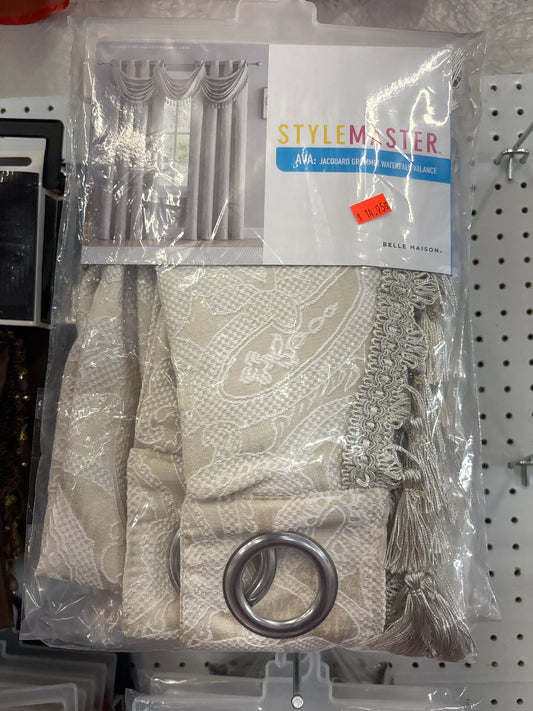 STYLEMASTER
AVA: JACQUARD GROMMET WATERFALL VALANCE
$ 14.95
BELLE MAISON